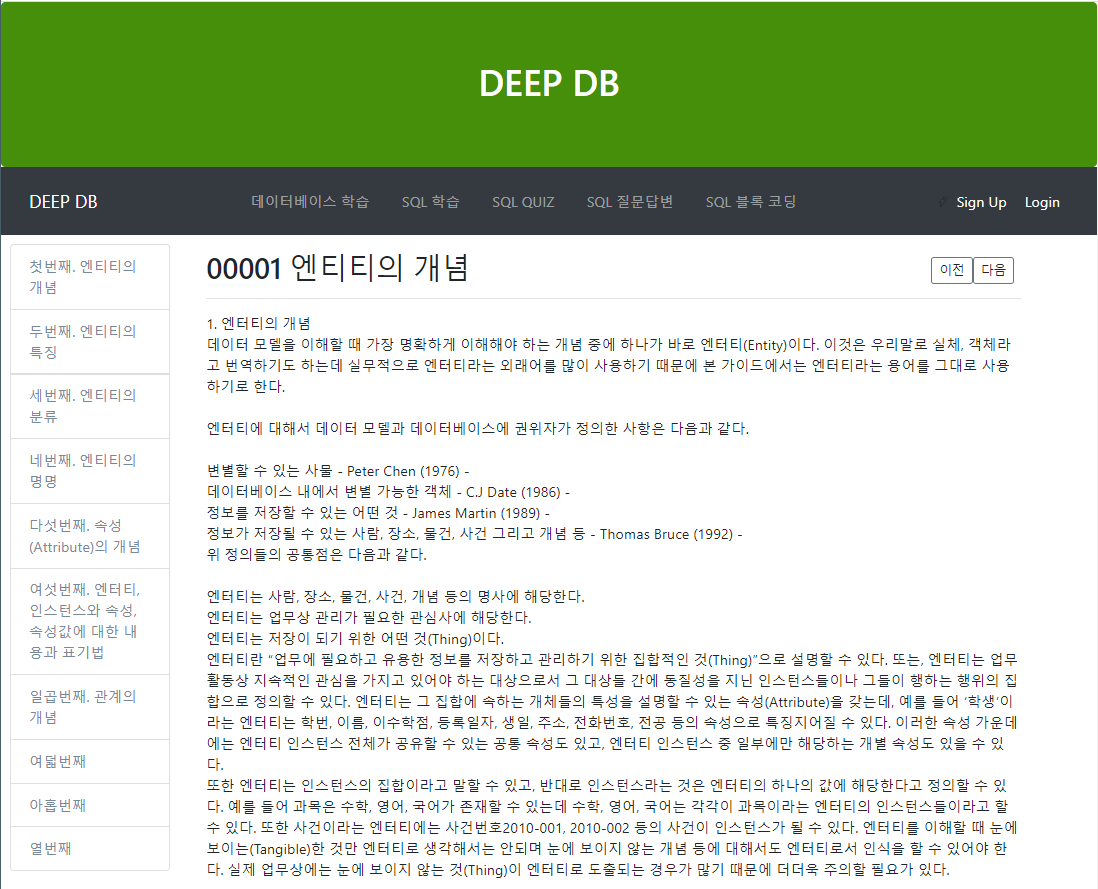 DEEP DB
DEEP DB
데이터베이스 학습
SQL 학습
SQL QUIZ
SQL 질문답변
SQL 블록 코딩
Sign Up
Login
첫번째. 엔티티의
개념
두번째. 엔티티의
특징
세번째. 엔티티의
분류
네번째. 엔티티의
명명
다섯번째. 속성
(Attribute)의 개념
여섯번째. 엔터티,
인스턴스와 속성,
속성값에 대한 내
용과 표기법
일곱번째. 관계의
개념
여덟번째
아홉번째
열번째
00001 엔티티의 개념
이전
다음
1. 엔터티의 개념
데이터 모델을 이해할 때 가장 명확하게 이해해야 하는 개념 중에 하나가 바로 엔터티(Entity)이다. 이것은 우리말로 실체, 객체라
고 번역하기도 하는데 실무적으로 엔터티라는 외래어를 많이 사용하기 때문에 본 가이드에서는 엔터티라는 용어를 그대로 사용
하기로 한다.
엔터티에 대해서 데이터 모델과 데이터베이스에 권위자가 정의한 사항은 다음과 같다.
변별할 수 있는 사물 - Peter Chen (1976) -
데이터베이스 내에서 변별 가능한 객체 - C.J Date (1986) -
정보를 저장할 수 있는 어떤 것 - James Martin (1989) -
정보가 저장될 수 있는 사람, 장소, 물건, 사건 그리고 개념 등 - Thomas Bruce (1992) -
위 정의들의 공통점은 다음과 같다.
엔터티는 사람, 장소, 물건, 사건, 개념 등의 명사에 해당한다.
엔터티는 업무상 관리가 필요한 관심사에 해당한다.
엔터티는 저장이 되기 위한 어떤 것(Thing)이다.
엔터티란 “업무에 필요하고 유용한 정보를 저장하고 관리하기 위한 집합적인 것(Thing)”으로 설명할 수 있다. 또는, 엔터티는 업무
활동상 지속적인 관심을 가지고 있어야 하는 대상으로서 그 대상들 간에 동질성을 지닌 인스턴스들이나 그들이 행하는 행위의 집
합으로 정의할 수 있다. 엔터티는 그 집합에 속하는 개체들의 특성을 설명할 수 있는 속성(Attribute)을 갖는데, 예를 들어 ‘학생’이
라는 엔터티는 학번, 이름, 이수학점, 등록일자, 생일, 주소, 전화번호, 전공 등의 속성으로 특징지어질 수 있다. 이러한 속성 가운데
에는 엔터티 인스턴스 전체가 공유할 수 있는 공통 속성도 있고, 엔터티 인스턴스 중 일부에만 해당하는 개별 속성도 있을 수 있
다.
또한 엔터티는 인스턴스의 집합이라고 말할 수 있고, 반대로 인스턴스라는 것은 엔터티의 하나의 값에 해당한다고 정의할 수 있
다. 예를 들어 과목은 수학, 영어, 국어가 존재할 수 있는데 수학, 영어, 국어는 각각이 과목이라는 엔터티의 인스턴스들이라고 할
수 있다. 또한 사건이라는 엔터티에는 사건번호2010-001, 2010-002 등의 사건이 인스턴스가 될 수 있다. 엔터티를 이해할 때 눈에
보이는(Tangible)한 것만 엔터티로 생각해서는 안되며 눈에 보이지 않는 개념 등에 대해서도 엔터티로서 인식을 할 수 있어야 한
다. 실제 업무상에는 눈에 보이지 않는 것(Thing)이 엔터티로 도출되는 경우가 많기 때문에 더더욱 주의할 필요가 있다.